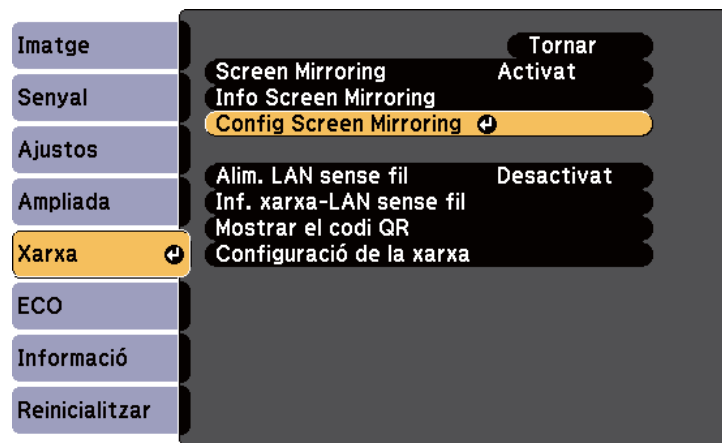 Imatge
Senyal
Ajustos
Ampliada
Xarxa
ECO
Informació
Reinicialitzar
Tornar
Screen Mirroring Activat
Info Screen Mirroring
Config Screen Mirroring
Alim. LAN sense fil Desactivat
Inf. xarxa-LAN sense fil
Mostrar el codi QR
Configuració de la xarxa